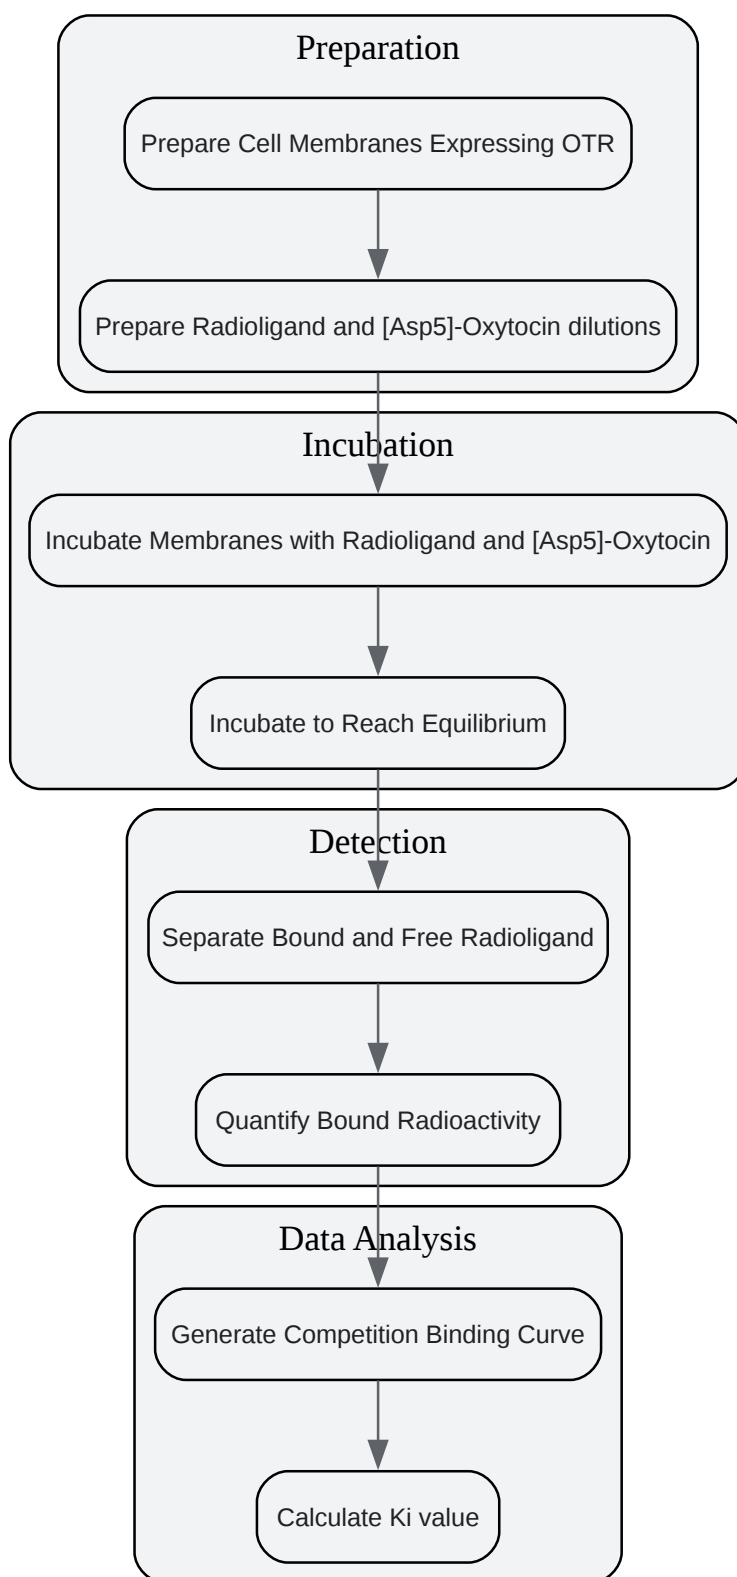 Preparation
Prepare Cell Membranes Expressing OTR
Prepare Radioligand and [Asp5]-Oxytocin dilutions
Incubation
Incubate Membranes with Radioligand and [Asp5]-Oxytocin
Incubate to Reach Equilibrium
Detection
Separate Bound and Free Radioligand
Quantify Bound Radioactivity
Data Analysis
Generate Competition Binding Curve
Calculate Ki value